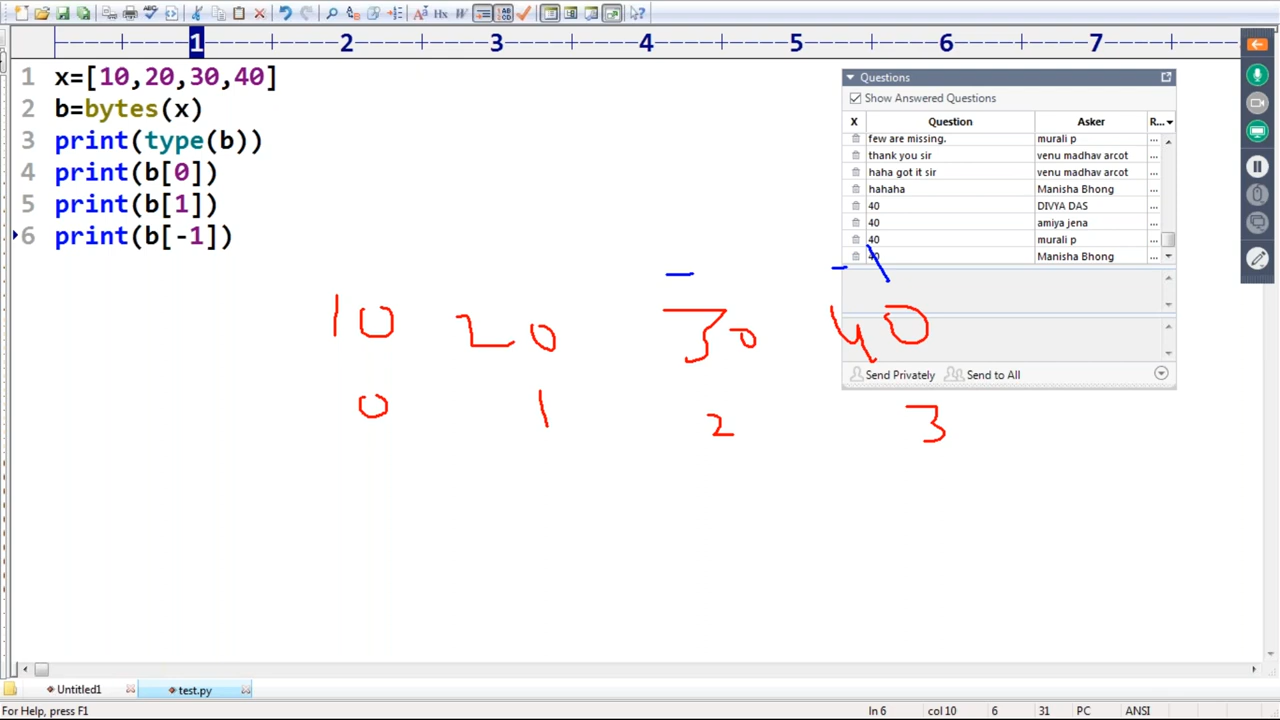 1 2 3 4 5 6 7
1 x=[10,20,30,40]
2 b=bytes(x)
3 print(type(b))
4 print(b[0])
5 print(b[1])
6 print(b[-1])
Questions
Show Answered Questions
X Question Asker R...
few are missing. murali p ...
thank you sir venu madhav arcot ...
haha got it sir venu madhav arcot ...
hahaha Manisha Bhong ...
40 DIVYA DAS ...
40 amiya jena ...
40 murali p ...
40 Manisha Bhong ...
Send Privately Send to All
10 20 30 40
0 1 2 3
Untitled1 test.py
For Help, press F1 ln 6 col 10 6 31 PC ANSI